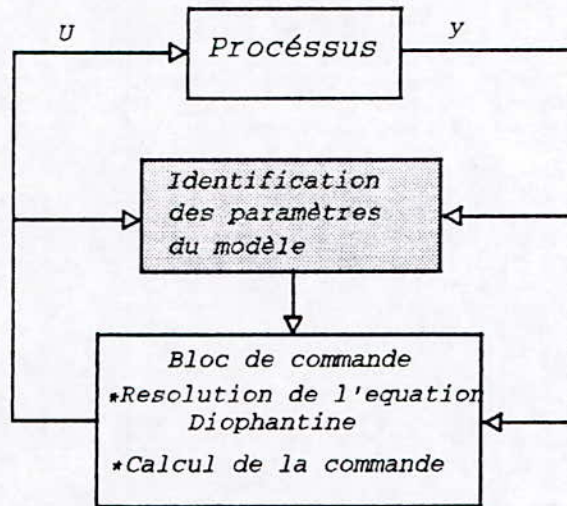 U
Procéssus
y
Identification
des paramètres
du modèle
Bloc de commande
*Resolution de l'equation
Diophantine
*Calcul de la commande